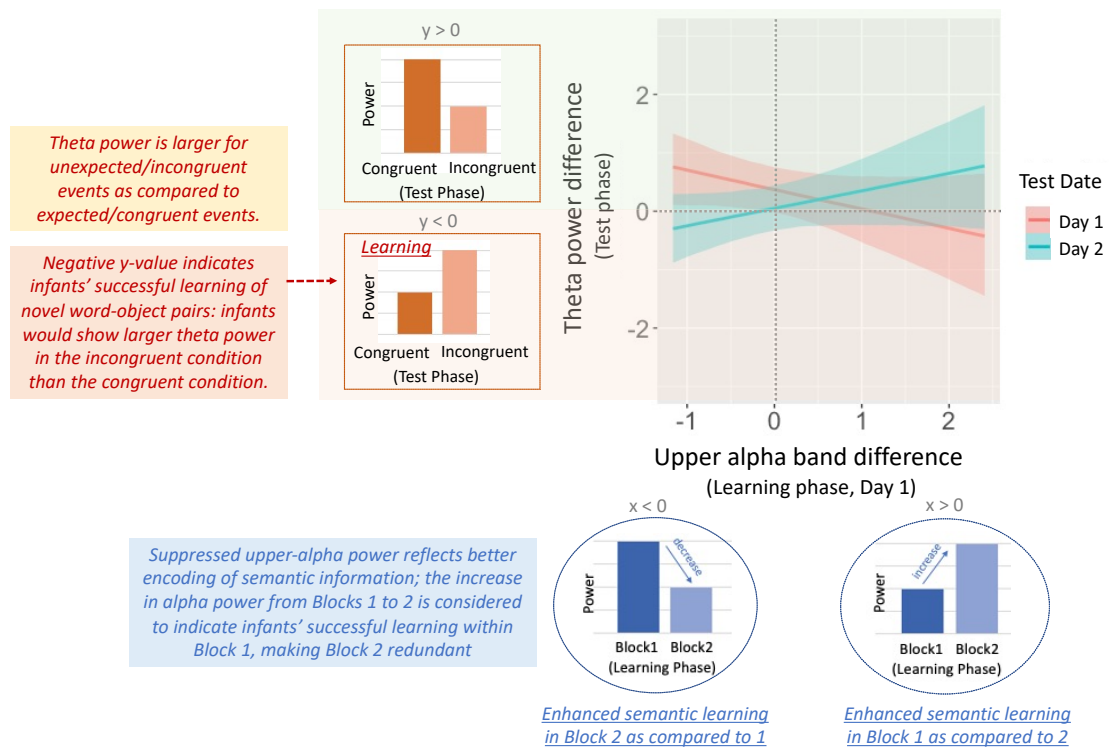 y > 0
Power
Congruent Incongruent
(Test Phase)
Theta power is larger for
unexpected/incongruent
events as compared to
expected/congruent events.
y < 0
Learning
Power
Congruent Incongruent
(Test Phase)
Negative y-value indicates
infants' successful learning of
novel word-object pairs: infants
would show larger theta power
in the incongruent condition
than the congruent condition.
Theta power difference
(Test phase)
2
0
-2
-1 0 1 2
Upper alpha band difference
(Learning phase, Day 1)
Test Date
Day 1
Day 2
x < 0
x > 0
Suppressed upper-alpha power reflects better
encoding of semantic information; the increase
in alpha power from Blocks 1 to 2 is considered
to indicate infants' successful learning within
Block 1, making Block 2 redundant
Power
decrease
Block1 Block2
(Learning Phase)
Enhanced semantic learning
in Block 2 as compared to 1
Power
increase
Block1 Block2
(Learning Phase)
Enhanced semantic learning
in Block 1 as compared to 2